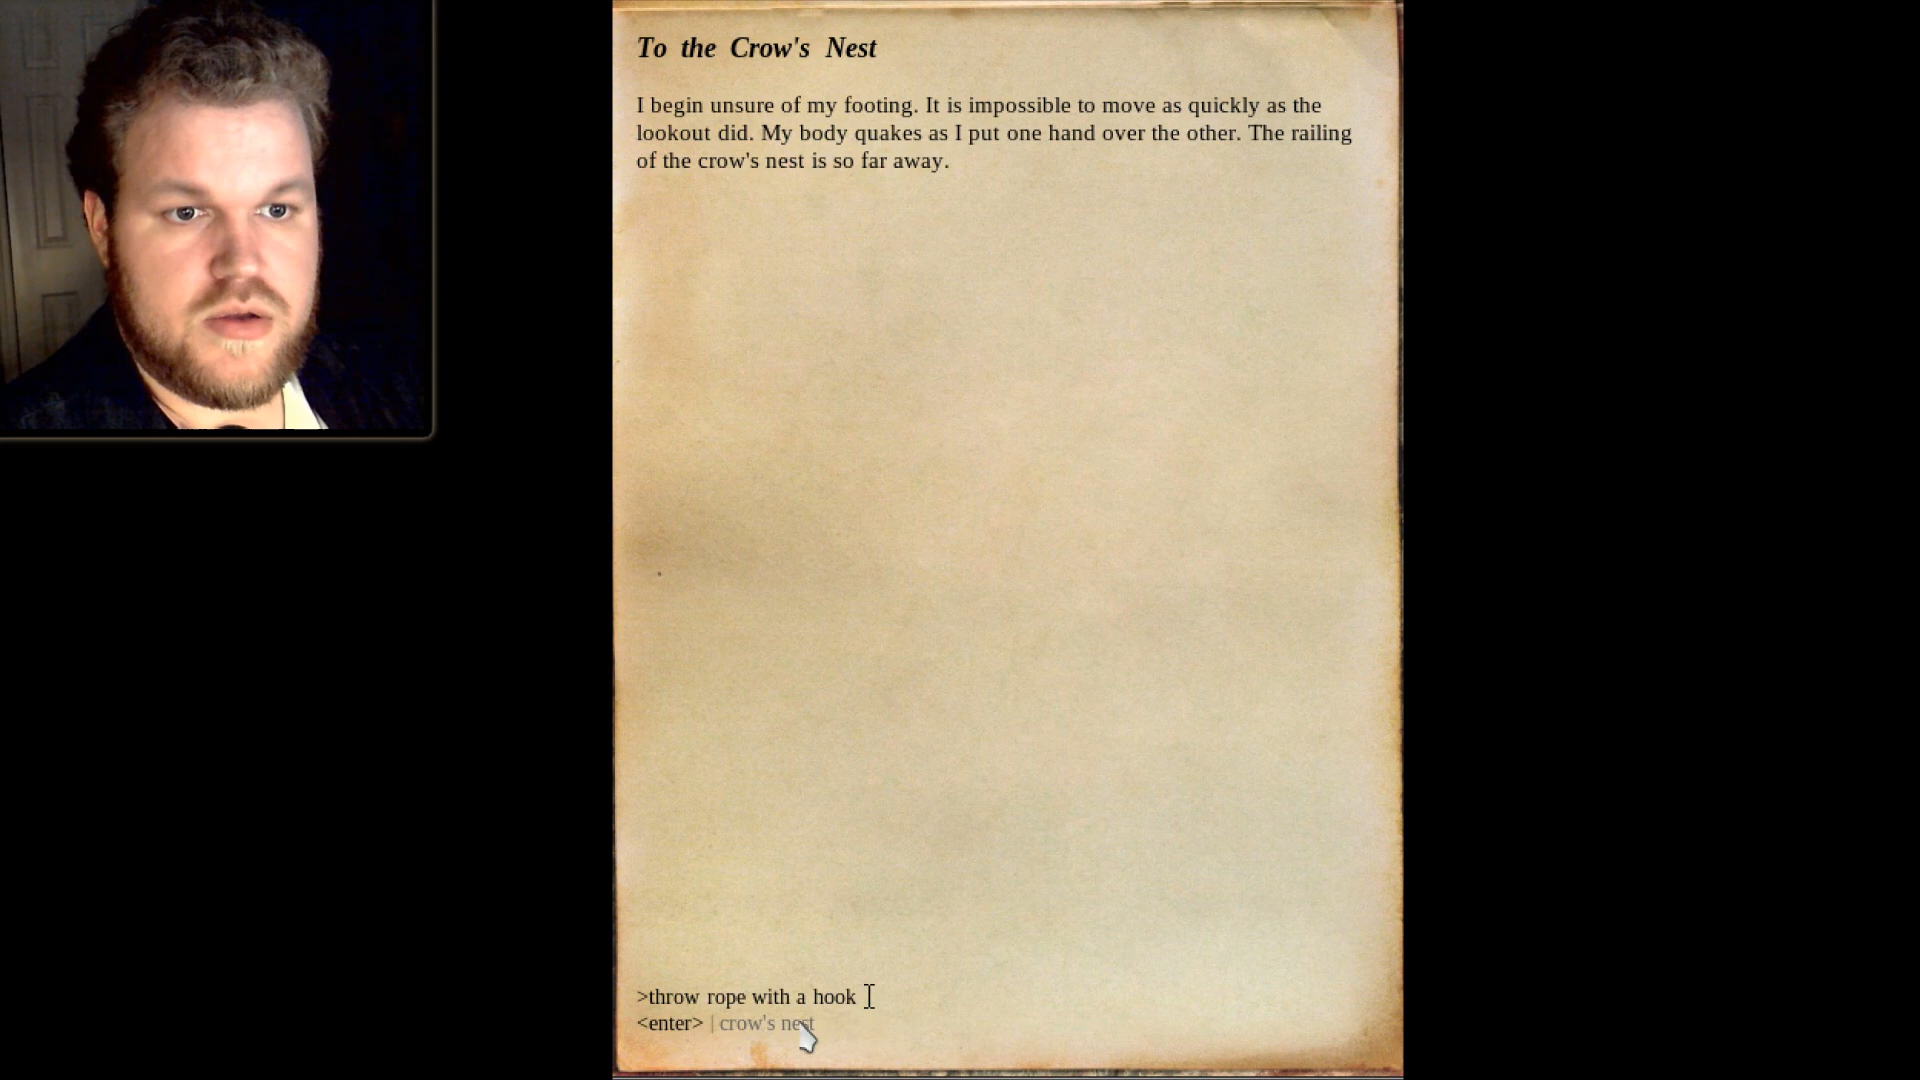 To the Crow's Nest
I begin unsure of my footing. It is impossible to move as quickly as the
lookout did. My body quakes as I put one hand over the other. The railing
of the crow's nest is so far away.
>throw rope with a hook
<enter> | crow's nest